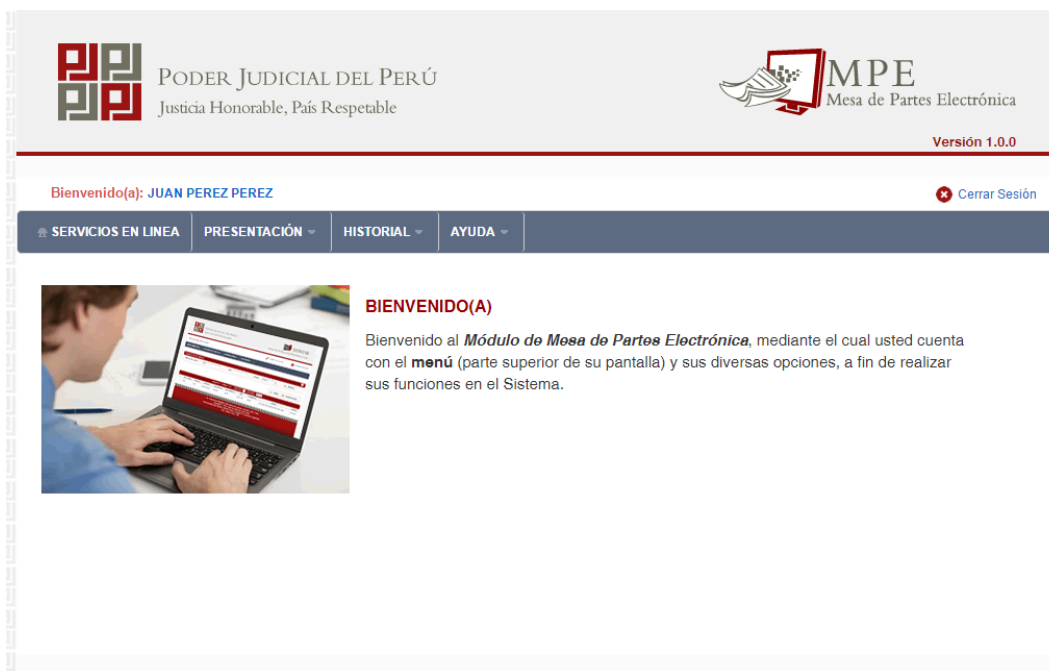 PODER JUDICIAL DEL PERÚ
Justicia Honorable, País Respetable
MPE
Mesa de Partes Electrónica
Versión 1.0.0
Bienvenido(a): JUAN PEREZ PEREZ
Cerrar Sesión
SERVICIOS EN LINEA
PRESENTACIÓN
HISTORIAL
AYUDA
BIENVENIDO(A)
Bienvenido al Módulo de Mesa de Partes Electrónica, mediante el cual usted cuenta
con el menú (parte superior de su pantalla) y sus diversas opciones, a fin de realizar
sus funciones en el Sistema.